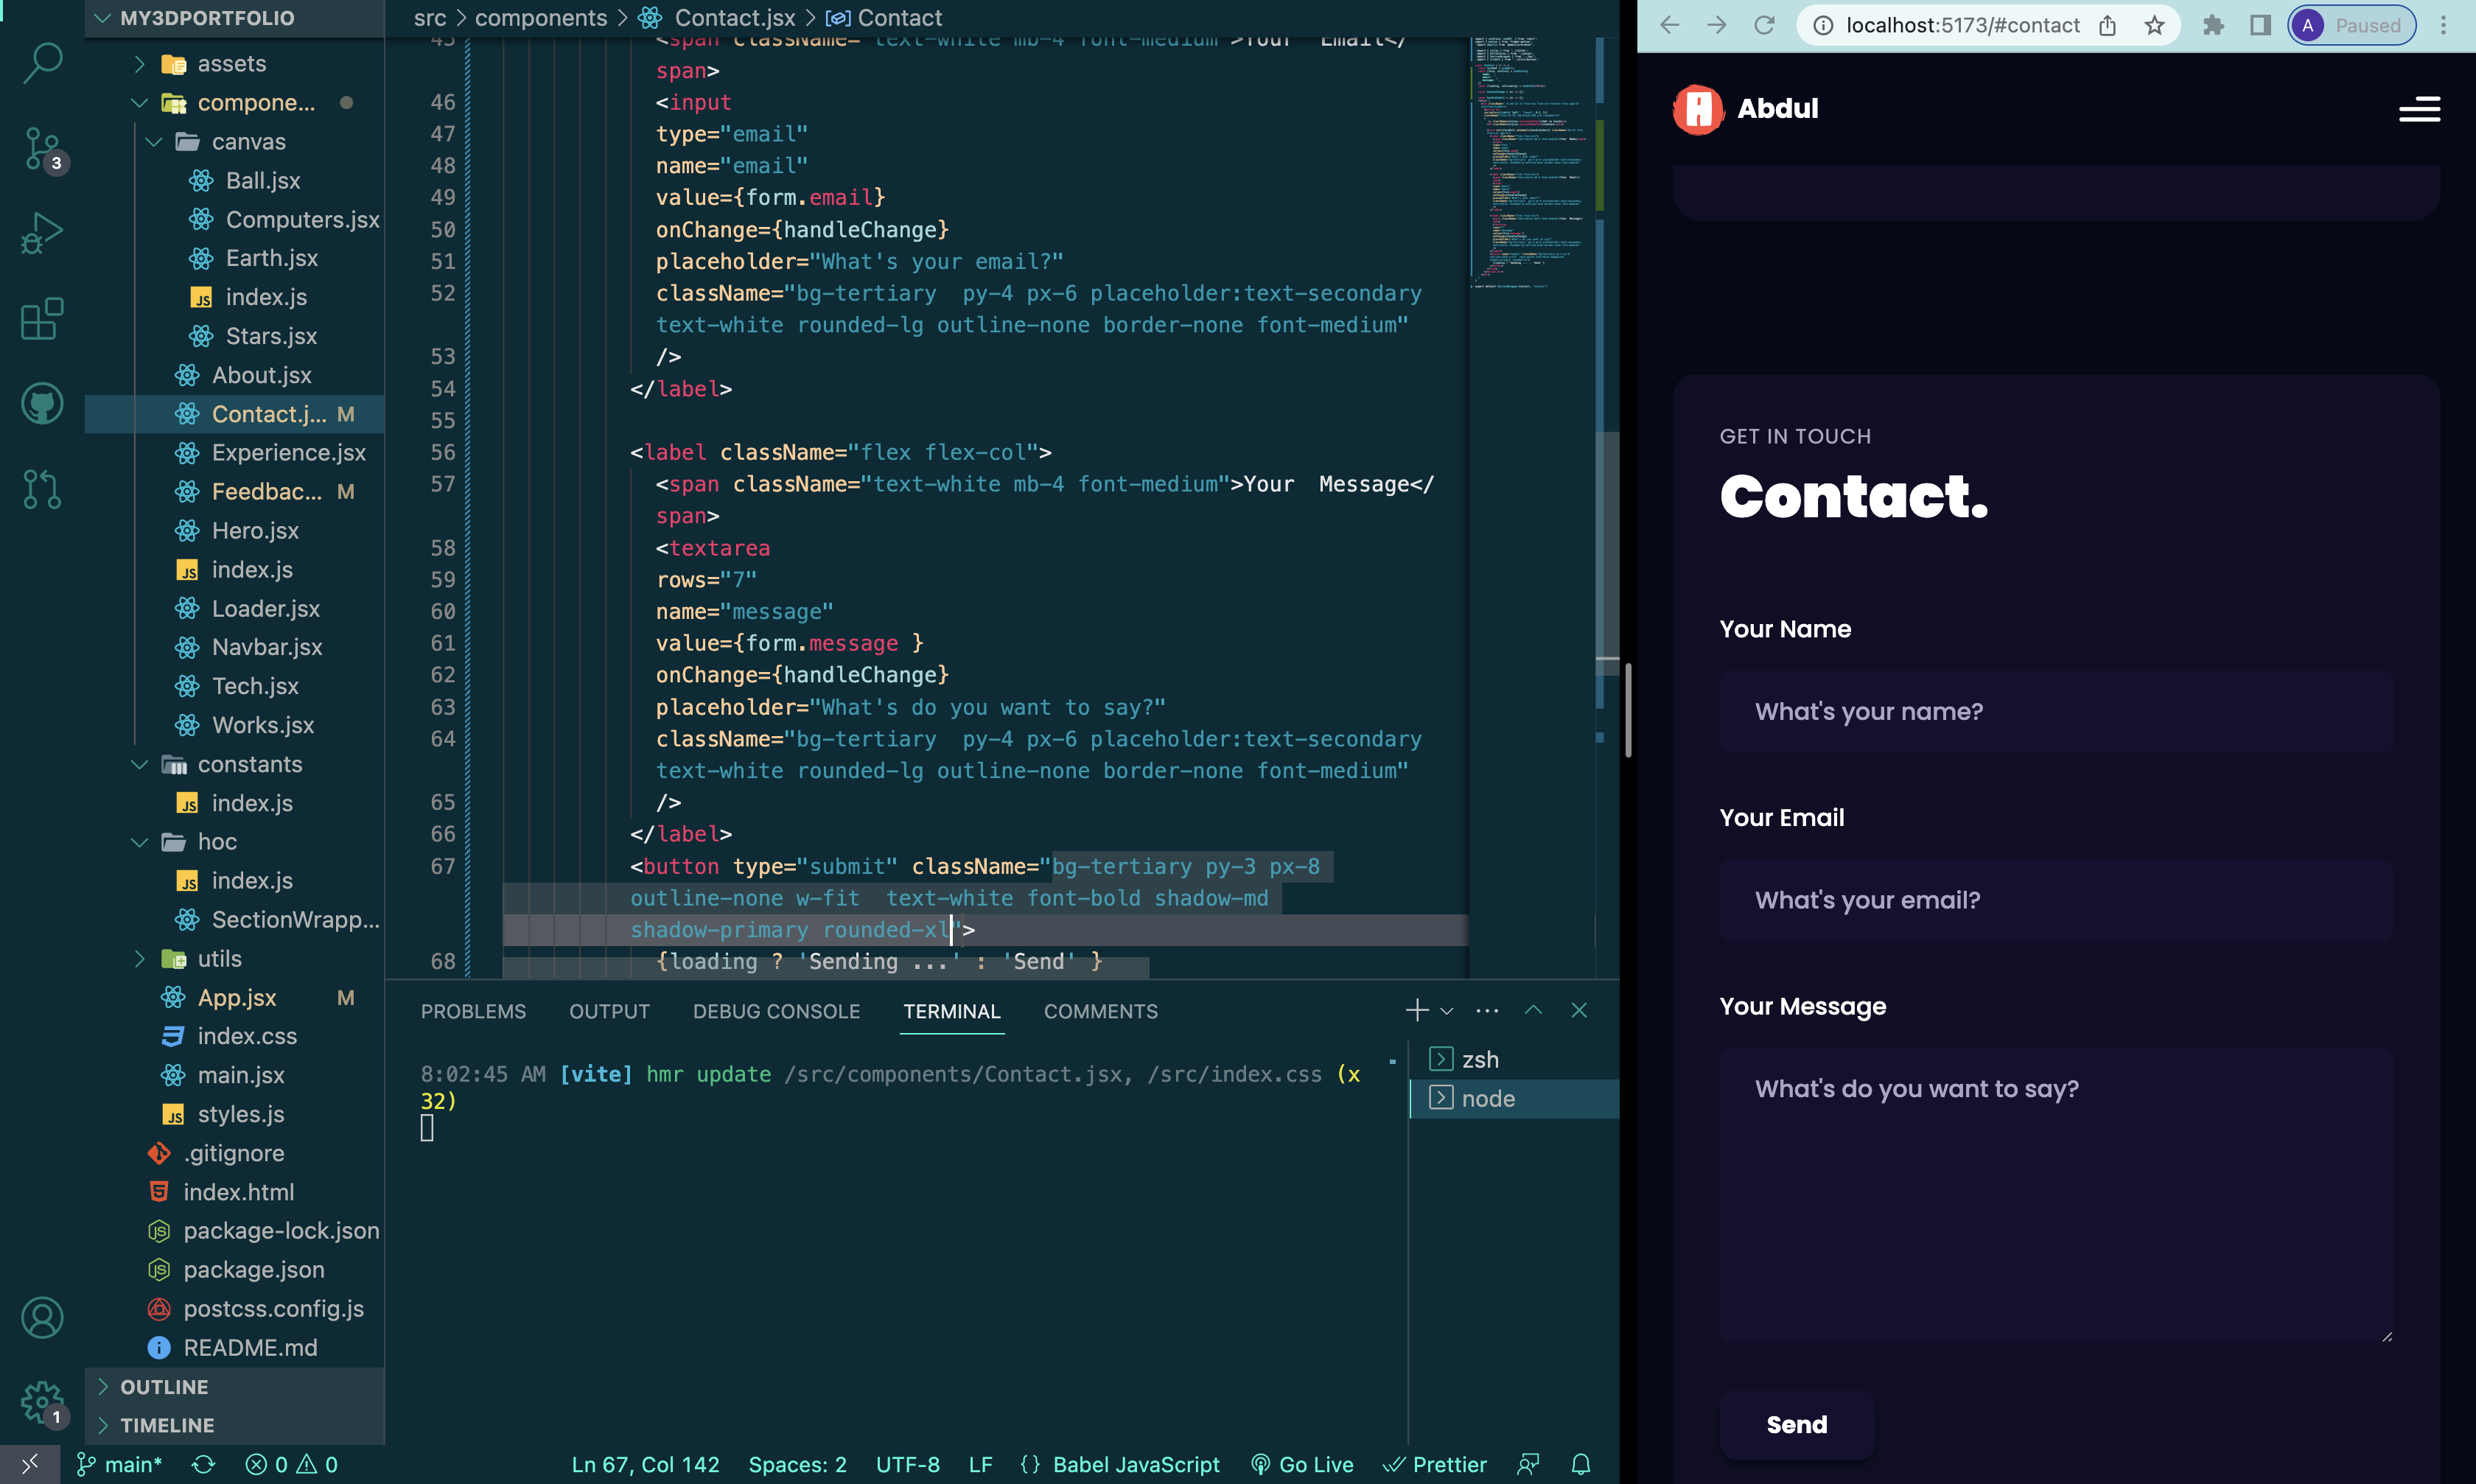 MY3DPORTFOLIO
assets
compone...
canvas
Ball.jsx
Computers.jsx
Earth.jsx
index.js
Stars.jsx
About.jsx
Contact.j... M
Experience.jsx
Feedbac... M
Hero.jsx
index.js
Loader.jsx
Navbar.jsx
Tech.jsx
Works.jsx
constants
index.js
hoc
index.js
SectionWrapp...
utils
App.jsx M
index.css
main.jsx
styles.js
.gitignore
index.html
package-lock.json
package.json
postcss.config.js
README.md
OUTLINE
TIMELINE
3
1
src > components > Contact.jsx > Contact
45 <span className="text-white mb-4 font-medium">Your  Email</
span>
46 <input
47 type="email"
48 name="email"
49 value={form.email}
50 onChange={handleChange}
51 placeholder="What's your email?"
52 className="bg-tertiary  py-4 px-6 placeholder:text-secondary
text-white rounded-lg outline-none border-none font-medium"
53 />
54 </label>
55
56 <label className="flex flex-col">
57 <span className="text-white mb-4 font-medium">Your  Message</
span>
58 <textarea
59 rows="7"
60 name="message"
61 value={form.message }
62 onChange={handleChange}
63 placeholder="What's do you want to say?"
64 className="bg-tertiary  py-4 px-6 placeholder:text-secondary
text-white rounded-lg outline-none border-none font-medium"
65 />
66 </label>
67 <button type="submit" className="bg-tertiary py-3 px-8
outline-none w-fit  text-white font-bold shadow-md
shadow-primary rounded-xl">
68 {loading ? 'Sending ...' : 'Send' }
PROBLEMS OUTPUT DEBUG CONSOLE TERMINAL COMMENTS
8:02:45 AM [vite] hmr update /src/components/Contact.jsx, /src/index.css (x
32)
zsh
node
main* 0 0 Ln 67, Col 142 Spaces: 2 UTF-8 LF {} Babel JavaScript Go Live Prettier
localhost:5173/#contact A Paused
Abdul
GET IN TOUCH
Contact.
Your Name
What's your name?
Your Email
What's your email?
Your Message
What's do you want to say?
Send